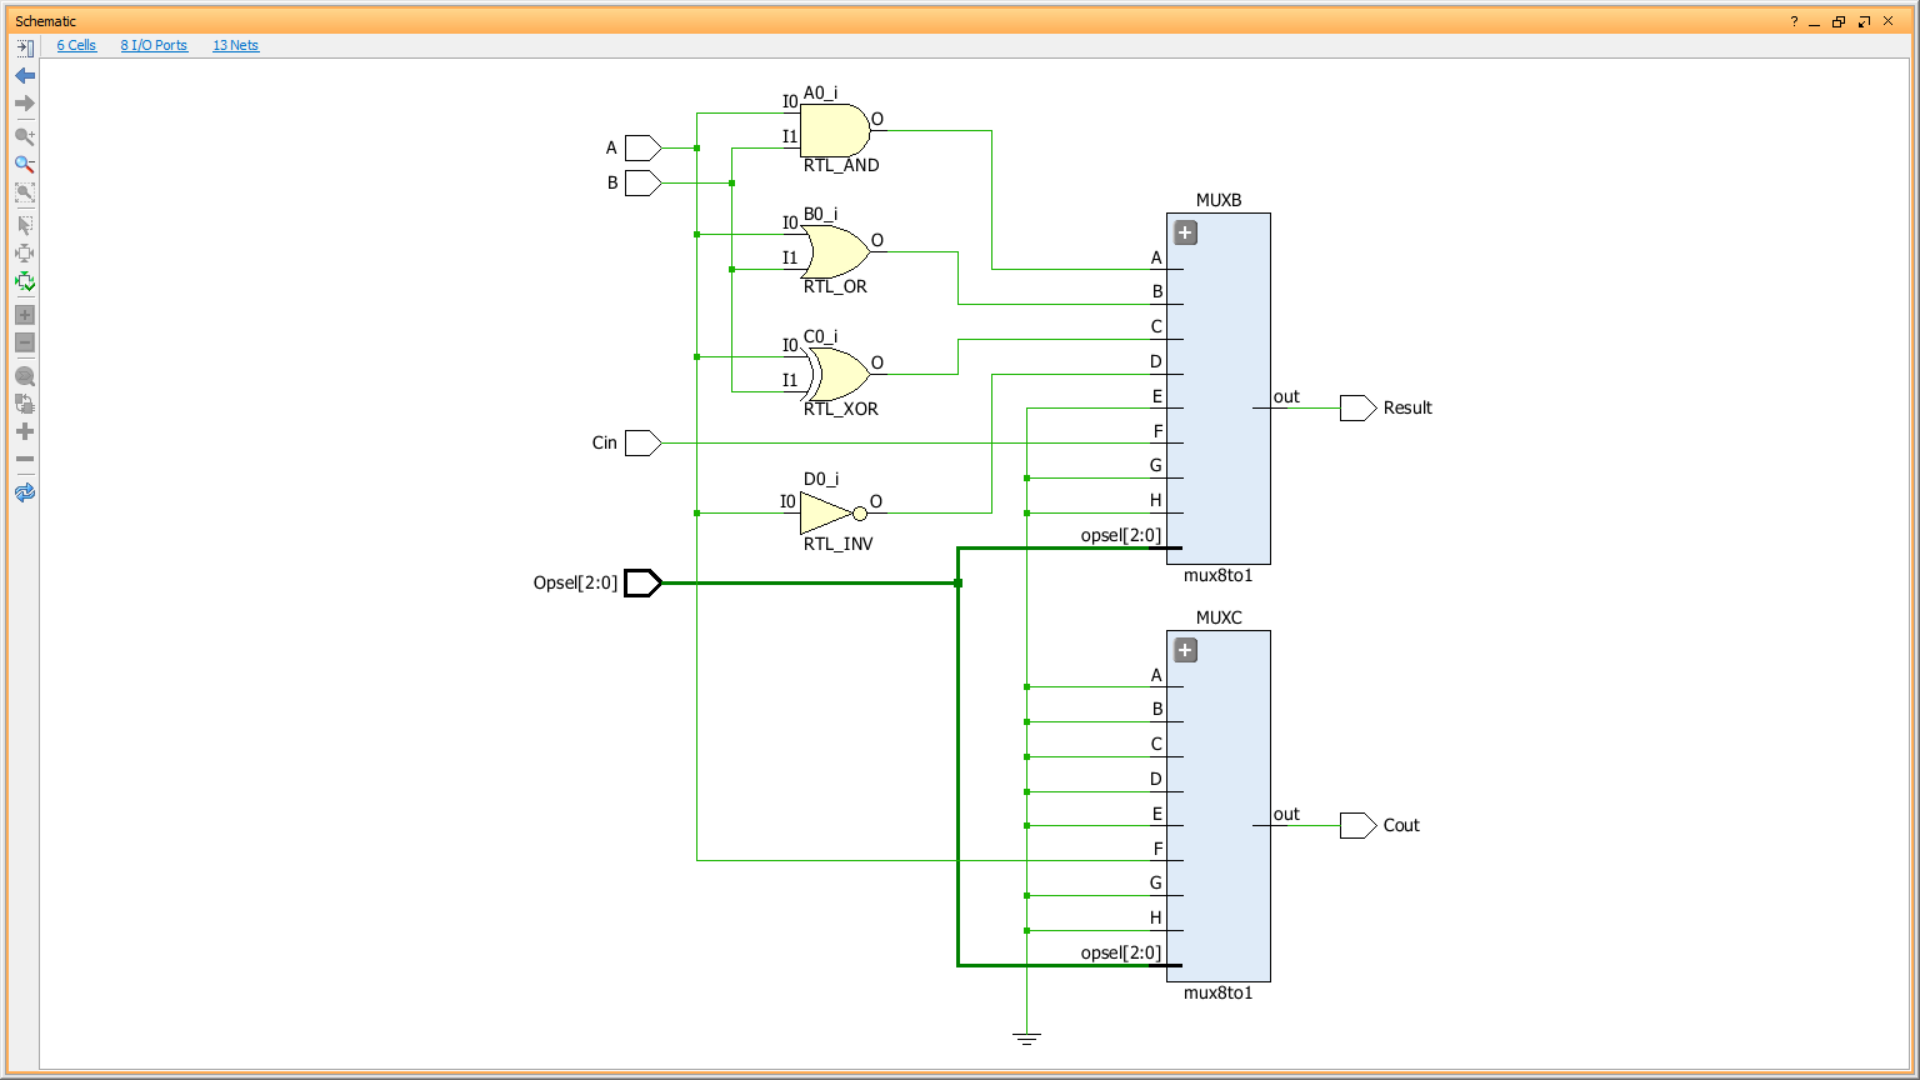 Schematic
?
6 Cells 8 I/O Ports 13 Nets
A0_i
I0
O
I1
A
RTL_AND
B
MUXB
B0_i
I0
O
I1
A
RTL_OR
B
C
C0_i
I0
O
D
I1
E
out
RTL_XOR
Result
F
Cin
G
D0_i
I0
O
H
opsel[2:0]
RTL_INV
Opsel[2:0]
mux8to1
MUXC
A
B
C
D
E
out
Cout
F
G
H
opsel[2:0]
mux8to1